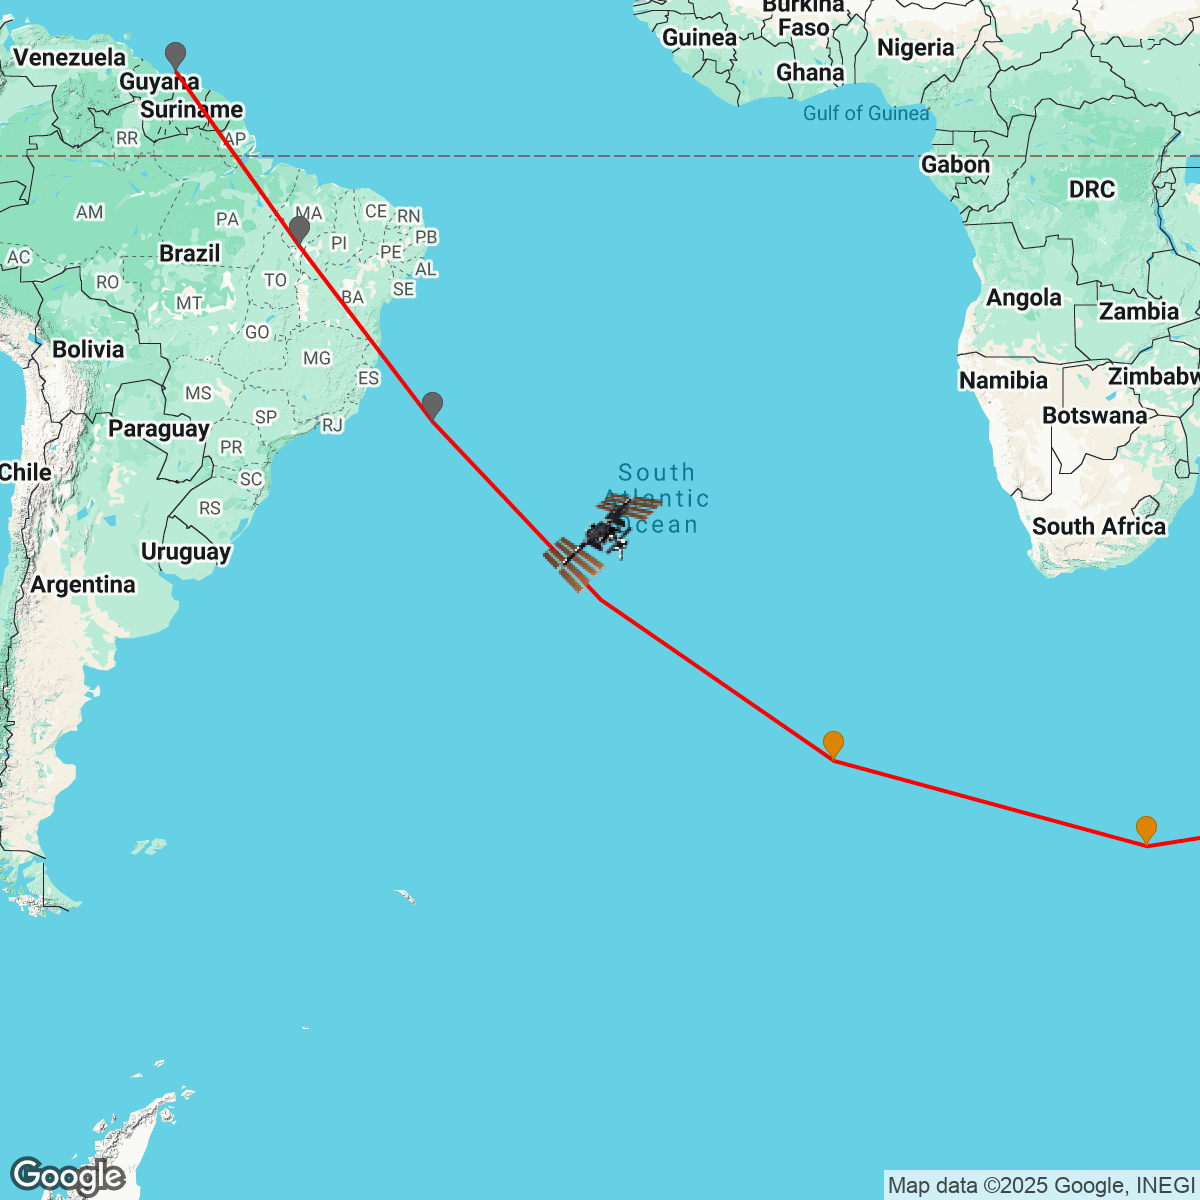 Burkina
Faso
Guinea
Nigeria
Venezuela
Ghana
Guyana
Suriname
Gulf of Guinea
RR
AP
Gabon
DRC
AM
PA
MA
CE
RN
PI
PB
Brazil
PE
AC
AL
RO
TO
SE
MT
BA
Angola
Zambia
GO
Bolivia
MG
ES
Namibia
Zimbabw
MS
SP
Botswana
Paraguay
RJ
PR
Chile
South
Atlantic
Ocean
SC
RS
South Africa
Uruguay
Argentina
Google
Map data ©2025 Google, INEGI